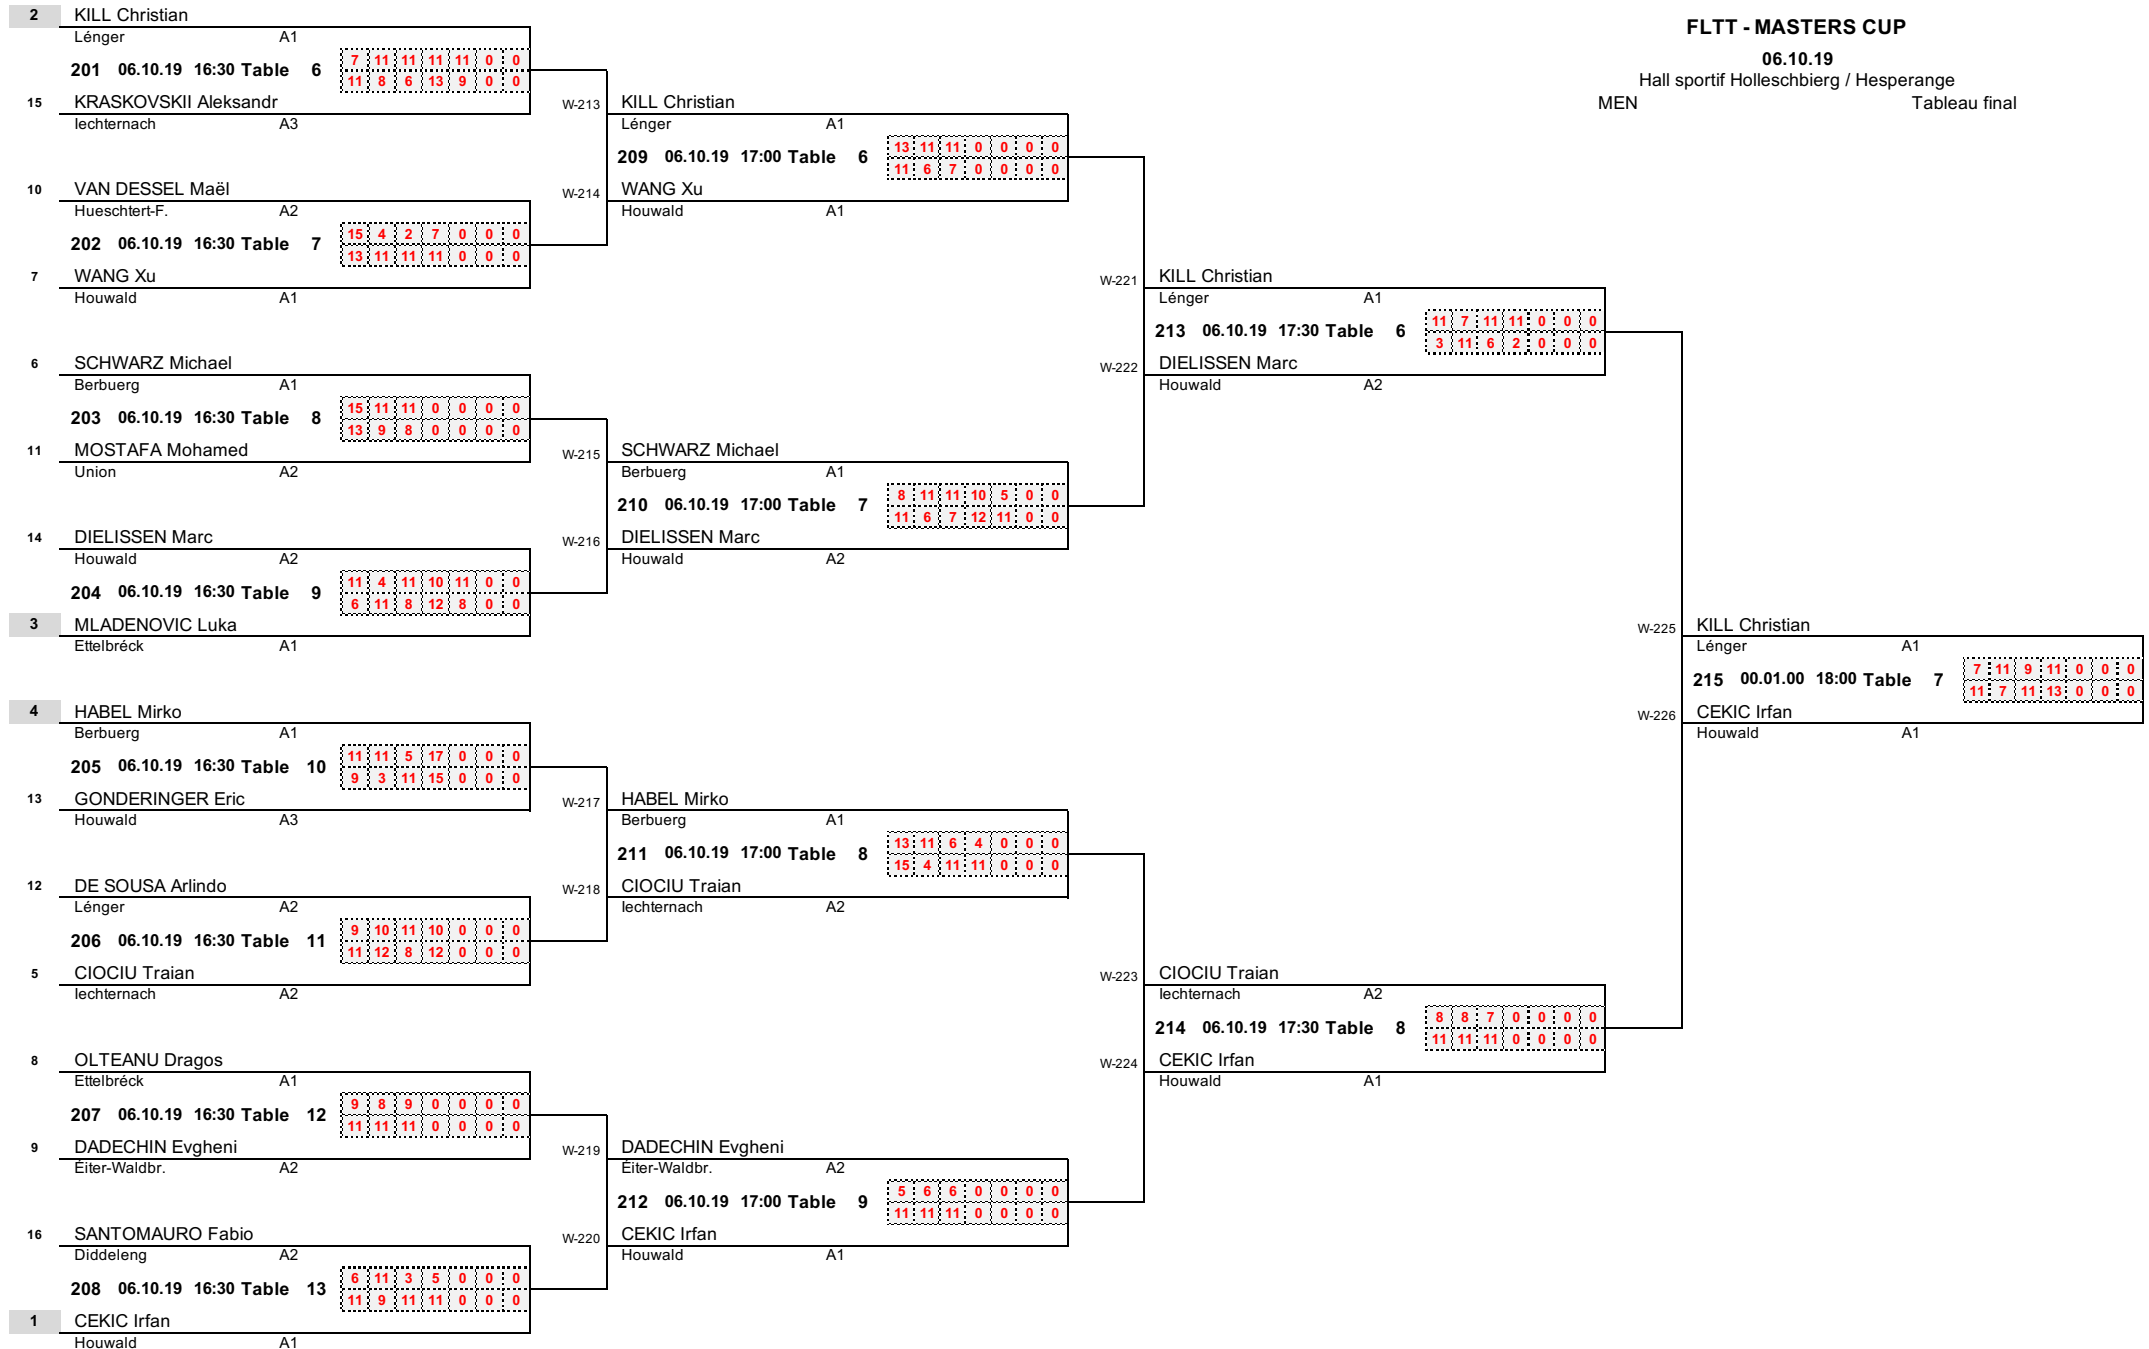 FLTT - MASTERS CUP
06.10.19
Hall sportif Holleschbierg / Hesperange
MEN Tableau final
2 KILL Christian
Lénger A1
201 06.10.19 16:30 Table 6
7 11 11 11 11 0 0
11 8 6 13 9 0 0
15 KRASKOVSKII Aleksandr
Iechternach A3
10 VAN DESSEL Maël
Hueschtert-F. A2
202 06.10.19 16:30 Table 7
15 4 2 7 0 0 0
13 11 11 11 0 0 0
7 WANG Xu
Houwald A1
6 SCHWARZ Michael
Berbuerg A1
203 06.10.19 16:30 Table 8
15 11 11 0 0 0 0
13 9 8 0 0 0 0
11 MOSTAFA Mohamed
Union A2
14 DIELISSEN Marc
Houwald A2
204 06.10.19 16:30 Table 9
11 4 11 10 11 0 0
6 11 8 12 8 0 0
3 MLADENOVIC Luka
Ettelbréck A1
4 HABEL Mirko
Berbuerg A1
205 06.10.19 16:30 Table 10
11 11 5 17 0 0 0
9 3 11 15 0 0 0
13 GONDERINGER Eric
Houwald A3
12 DE SOUSA Arlindo
Lénger A2
206 06.10.19 16:30 Table 11
9 10 11 10 0 0 0
11 12 8 12 0 0 0
5 CIOCIU Traian
Iechternach A2
8 OLTEANU Dragos
Ettelbréck A1
207 06.10.19 16:30 Table 12
9 8 9 0 0 0 0
11 11 11 0 0 0 0
9 DADECHIN Evgheni
Éiter-Waldbr. A2
16 SANTOMAURO Fabio
Diddeleng A2
208 06.10.19 16:30 Table 13
6 11 3 5 0 0 0
11 9 11 11 0 0 0
1 CEKIC Irfan
Houwald A1
W-213 KILL Christian
Lénger A1
209 06.10.19 17:00 Table 6
13 11 11 0 0 0 0
11 6 7 0 0 0 0
W-214 WANG Xu
Houwald A1
W-215 SCHWARZ Michael
Berbuerg A1
210 06.10.19 17:00 Table 7
8 11 11 10 5 0 0
11 6 7 12 11 0 0
W-216 DIELISSEN Marc
Houwald A2
W-217 HABEL Mirko
Berbuerg A1
211 06.10.19 17:00 Table 8
13 11 6 4 0 0 0
15 4 11 11 0 0 0
W-218 CIOCIU Traian
Iechternach A2
W-219 DADECHIN Evgheni
Éiter-Waldbr. A2
212 06.10.19 17:00 Table 9
5 6 6 0 0 0 0
11 11 11 0 0 0 0
W-220 CEKIC Irfan
Houwald A1
W-221 KILL Christian
Lénger A1
213 06.10.19 17:30 Table 6
11 7 11 11 0 0 0
3 11 6 2 0 0 0
W-222 DIELISSEN Marc
Houwald A2
W-223 CIOCIU Traian
Iechternach A2
214 06.10.19 17:30 Table 8
8 8 7 0 0 0 0
11 11 11 0 0 0 0
W-224 CEKIC Irfan
Houwald A1
W-225 KILL Christian
Lénger A1
215 00.01.00 18:00 Table 7
7 11 9 11 0 0 0
11 7 11 13 0 0 0
W-226 CEKIC Irfan
Houwald A1